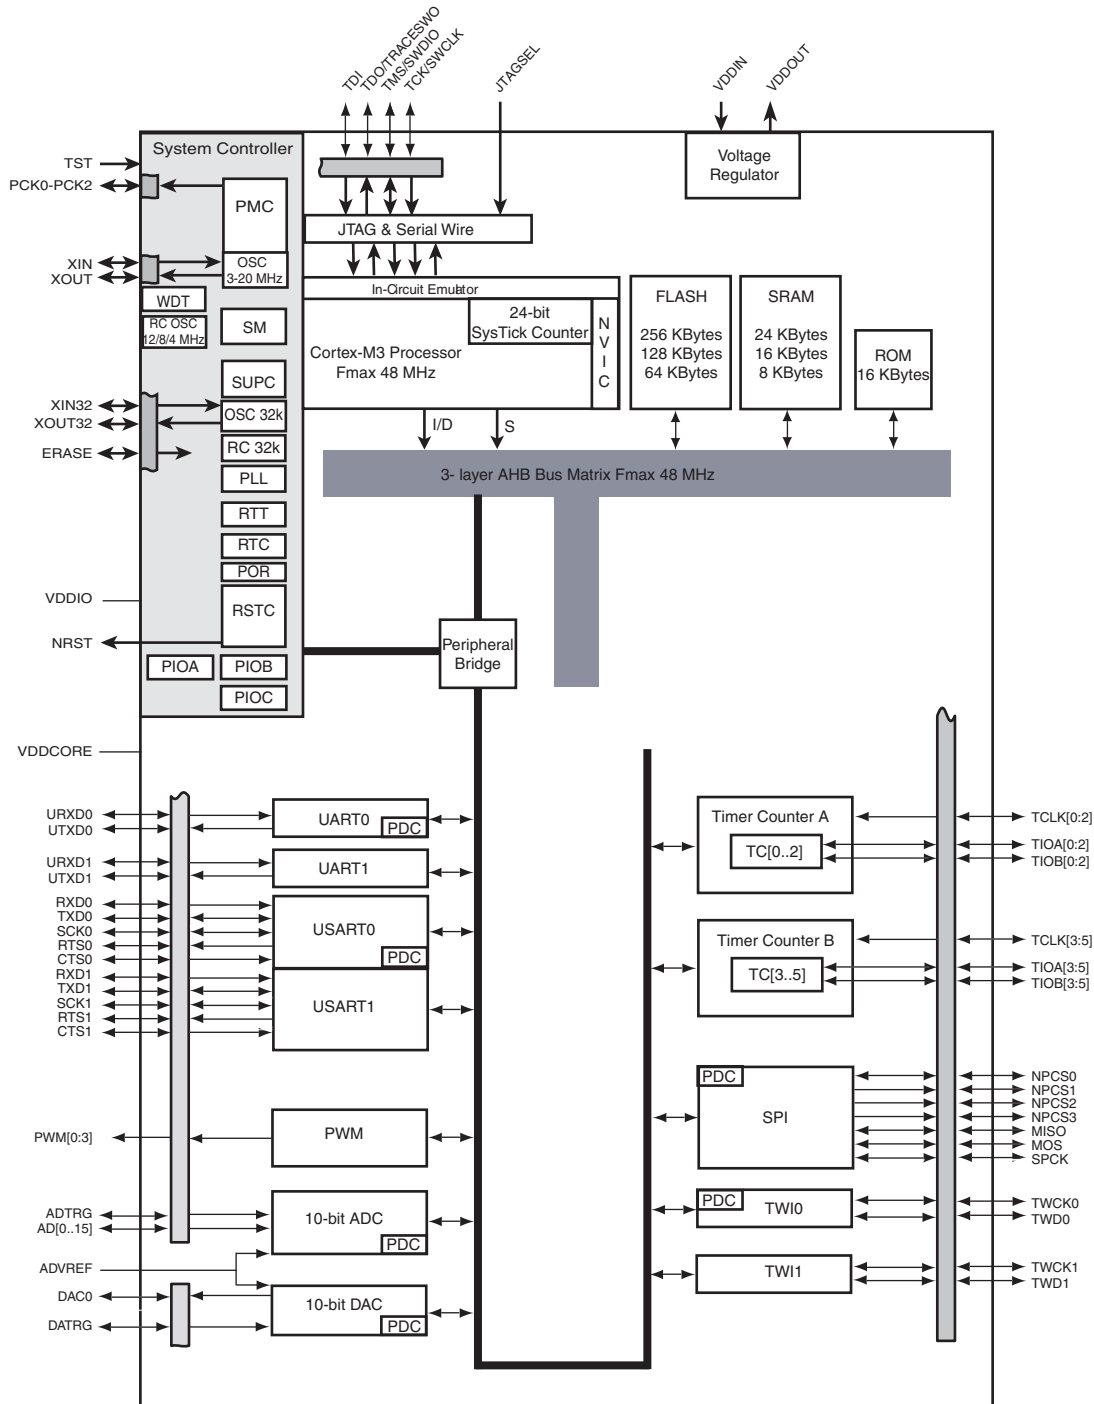 TDI
TDO/TRACESWO
TMS/SWDIO
TCK/SWCLK
JTAGSEL
VDDIN
VDDOUT
System Controller
TST
PCK0-PCK2
PMC
XIN
XOUT
OSC
3-20 MHz
WDT
RC OSC
12/8/4 MHz
SM
SUPC
XIN32
XOUT32
OSC 32k
ERASE
RC 32k
PLL
RTT
RTC
POR
VDDIO
RSTC
NRST
PIOA
PIOB
PIOC
Voltage
Regulator
JTAG & Serial Wire
In-Circuit Emulator
24-bit
SysTick Counter
N
V
I
C
Cortex-M3 Processor
Fmax 48 MHz
FLASH
256 KBytes
128 KBytes
64 KBytes
SRAM
24 KBytes
16 KBytes
8 KBytes
ROM
16 KBytes
I/D
S
3- layer AHB Bus Matrix Fmax 48 MHz
Peripheral
Bridge
VDDCORE
URXD0
UTXD0
UART0
PDC
URXD1
UTXD1
UART1
RXD0
TXD0
SCK0
RTS0
CTS0
USART0
PDC
RXD1
TXD1
SCK1
RTS1
CTS1
USART1
PWM[0:3]
PWM
ADTRG
AD[0..15]
10-bit ADC
PDC
ADVREF
DAC0
DATRG
10-bit DAC
PDC
Timer Counter A
TC[0..2]
TCLK[0:2]
TIOA[0:2]
TIOB[0:2]
Timer Counter B
TC[3..5]
TCLK[3:5]
TIOA[3:5]
TIOB[3:5]
PDC
SPI
NPCS0
NPCS1
NPCS2
NPCS3
MISO
MOS
SPCK
PDC
TWI0
TWCK0
TWD0
TWI1
TWCK1
TWD1